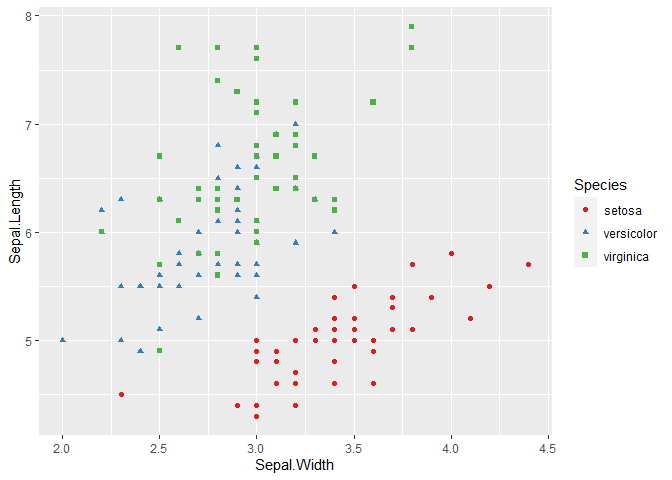 8
7
6
5
Sepal.Length
2.0 2.5 3.0 3.5 4.0 4.5
Sepal.Width
Species
setosa
versicolor
virginica